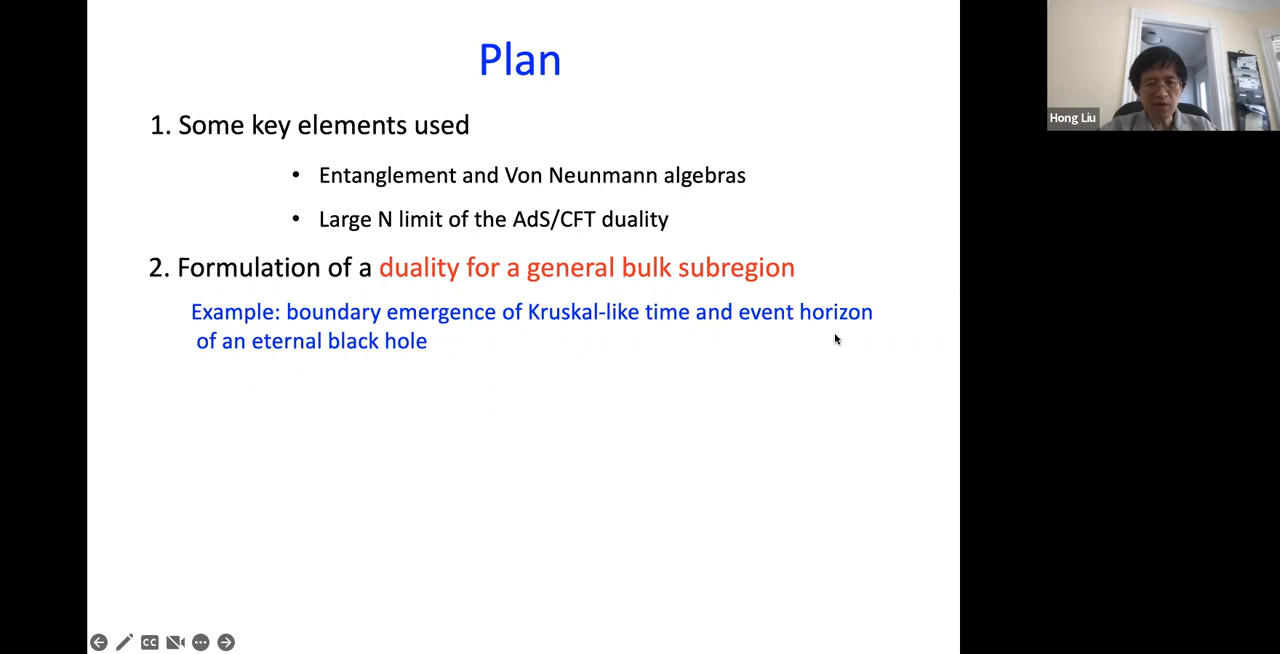 Plan
1. Some key elements used
• Entanglement and Von Neunmann algebras
• Large N limit of the AdS/CFT duality
2. Formulation of a duality for a general bulk subregion
Example: boundary emergence of Kruskal-like time and event horizon
of an eternal black hole
Hong Liu
CC